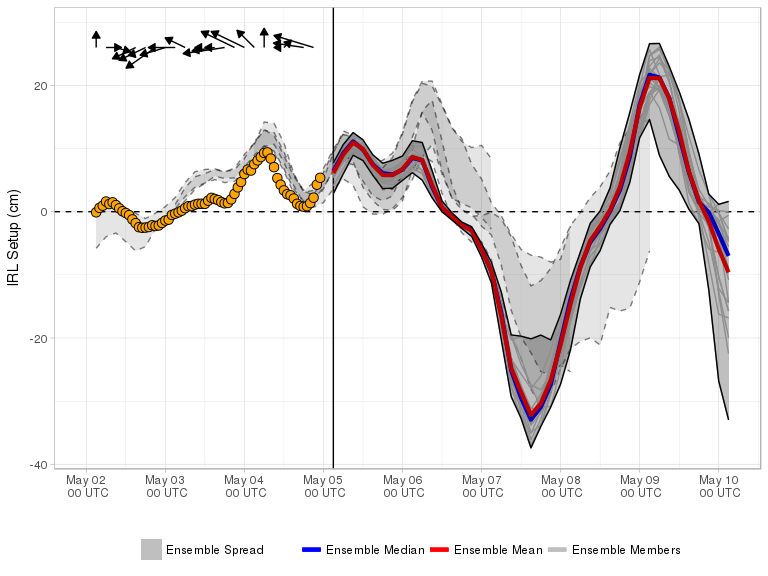 IRL Setup (cm)
20
0
-20
-40
May 02 May 03 May 04 May 05 May 06 May 07 May 08 May 09 May 10
00 UTC 00 UTC 00 UTC 00 UTC 00 UTC 00 UTC 00 UTC 00 UTC 00 UTC
Ensemble Spread Ensemble Median Ensemble Mean Ensemble Members